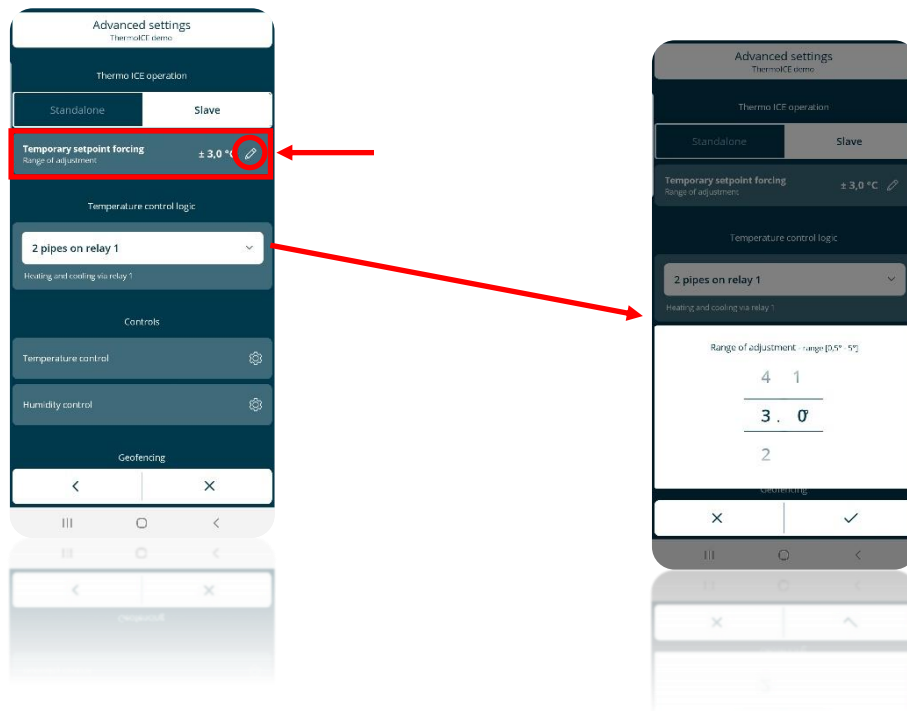 Advanced settings
ThermoICE demo
Thermo ICE operation
Standalone
Slave
Temporary setpoint forcing
Range of adjustment
± 3,0 °C
Temperature control logic
2 pipes on relay 1
Heating and cooling via relay 1
Controls
Temperature control
Humidity control
Geofencing
Advanced settings
ThermoICE demo
Thermo ICE operation
Standalone
Slave
Temporary setpoint forcing
Range of adjustment
± 3,0 °C
Temperature control logic
2 pipes on relay 1
Heating and cooling via relay 1
Range of adjustment - range [0,5° - 5°]
4 1
3 . 0°
2
Geofencing